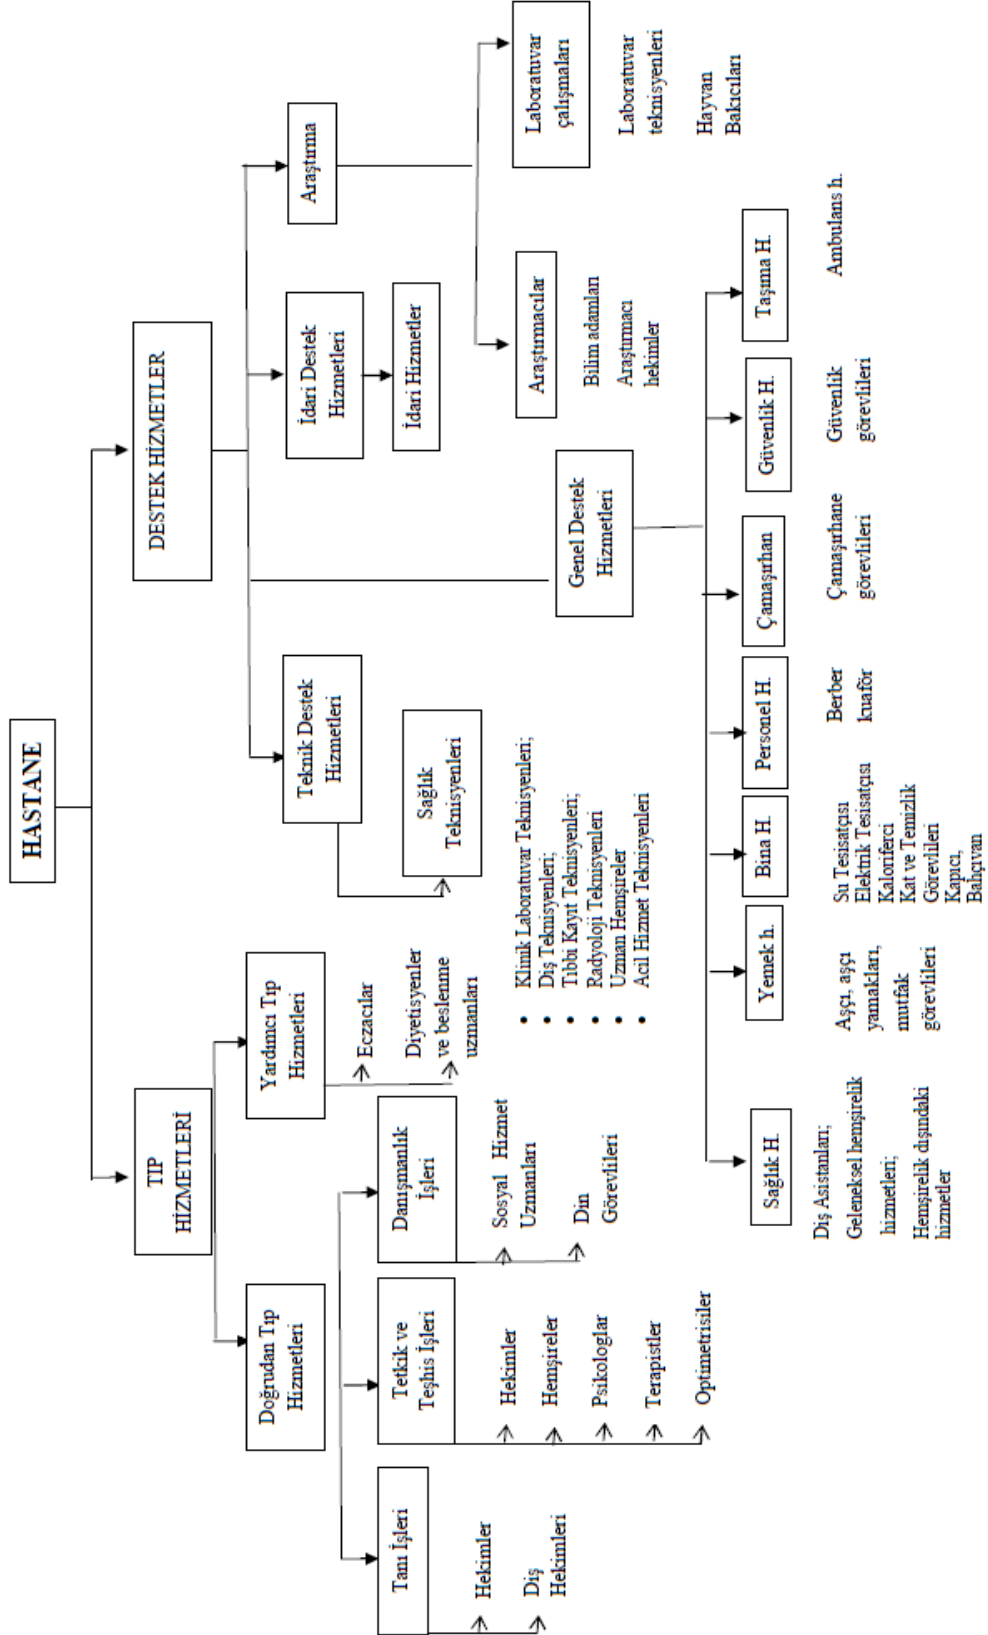 HASTANE
TIP
HİZMETLERİ
DESTEK HİZMETLER
Doğrudan Tıp
Hizmetleri
Yardımcı Tıp
Hizmetleri
Teknik Destek
Hizmetleri
İdari Destek
Hizmetleri
Araştırma
Eczacılar
Diyetisyenler
ve beslenme
uzmanları
Sağlık
Teknisyenleri
İdari Hizmetler
Tanı İşleri
Tetkik ve
Teşhis İşleri
Danışmanlık
İşleri
Hekimler
Diş
Hekimleri
Hekimler
Hemşireler
Psikologlar
Terapistler
Optimetrisiler
Sosyal Hizmet
Uzmanları
Din
Görevlileri
• Klinik Laboratuvar Teknisyenleri;
• Diş Teknisyenleri;
• Tıbbi Kayıt Teknisyenleri;
• Radyoloji Teknisyenleri
• Uzman Hemşireler
• Acil Hizmet Teknisyenleri
Genel Destek
Hizmetleri
Araştırmacılar
Bilim adamları
Araştırmacı
hekimler
Laboratuvar
çalışmaları
Laboratuvar
teknisyenleri
Hayvan
Bakıcıları
Sağlık H.
Diş Asistanları;
Geleneksel hemşirelik
hizmetleri;
Hemşirelik dışındaki
hizmetler
Yemek h.
Aşçı, aşçı
yamakları,
mutfak
görevlileri
Bina H.
Su Tesisatçısı
Elektrik Tesisatçısı
Kaloriferci
Kat ve Temizlik
Görevlileri
Kapıcı,
Bahçıvan
Personel H.
Berber
kuaför
Çamaşırhan
Çamaşırhane
görevlileri
Güvenlik H.
Güvenlik
görevlileri
Taşıma H.
Ambulans h.